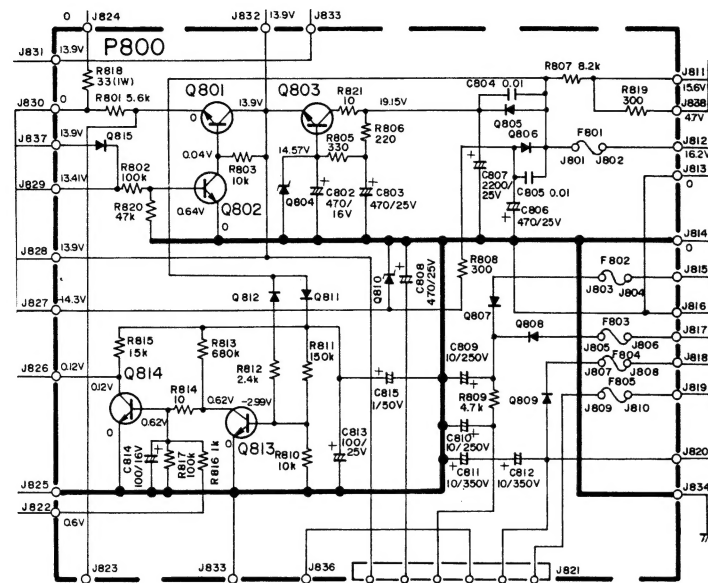 0
J824
J832
13.9V
J833
J831
13.9V
P800
R818
33(1W)
Q801
Q803
C804 0.01
R807 8.2k
J811
15.6V
J830
0
R801 5.6k
13.9V
R821
10
19.15V
R819
300
J838
4.7V
J837
13.9V
Q815
0
14.57V
R805
330
R806
220
Q805
Q806
F801
J801
J802
J812
16.2V
0.04V
R803
10k
J813
0
J829
13.41V
R802
100k
Q802
Q804
C802
470/
16V
C803
470/25V
C807
2200/
25V
C805 0.01
C806
470/25V
R820
47k
0.64V
0
J814
0
J828
13.9V
Q810
C808
470/25V
R808
300
F802
J803
J804
J815
J827
-14.3V
Q812
Q811
Q807
J816
R815
15k
R813
680k
R811
150k
C809
10/250V
Q808
F803
J805
J806
J817
J826
0.12V
Q814
0.12V
R814
10
R812
2.4k
F804
J807
J808
J818
0.62V
0.62V
-2.99V
C815
1/50V
R809
4.7k
Q809
F805
J809
J810
J819
0
Q813
C813
100/
25V
C810
10/250V
C814
100/16V
R817
100k
R816 1k
0
R810
10k
C811
10/350V
C812
10/350V
J820
J825
0
J834
J822
0.6V
J823
J833
J836
J821